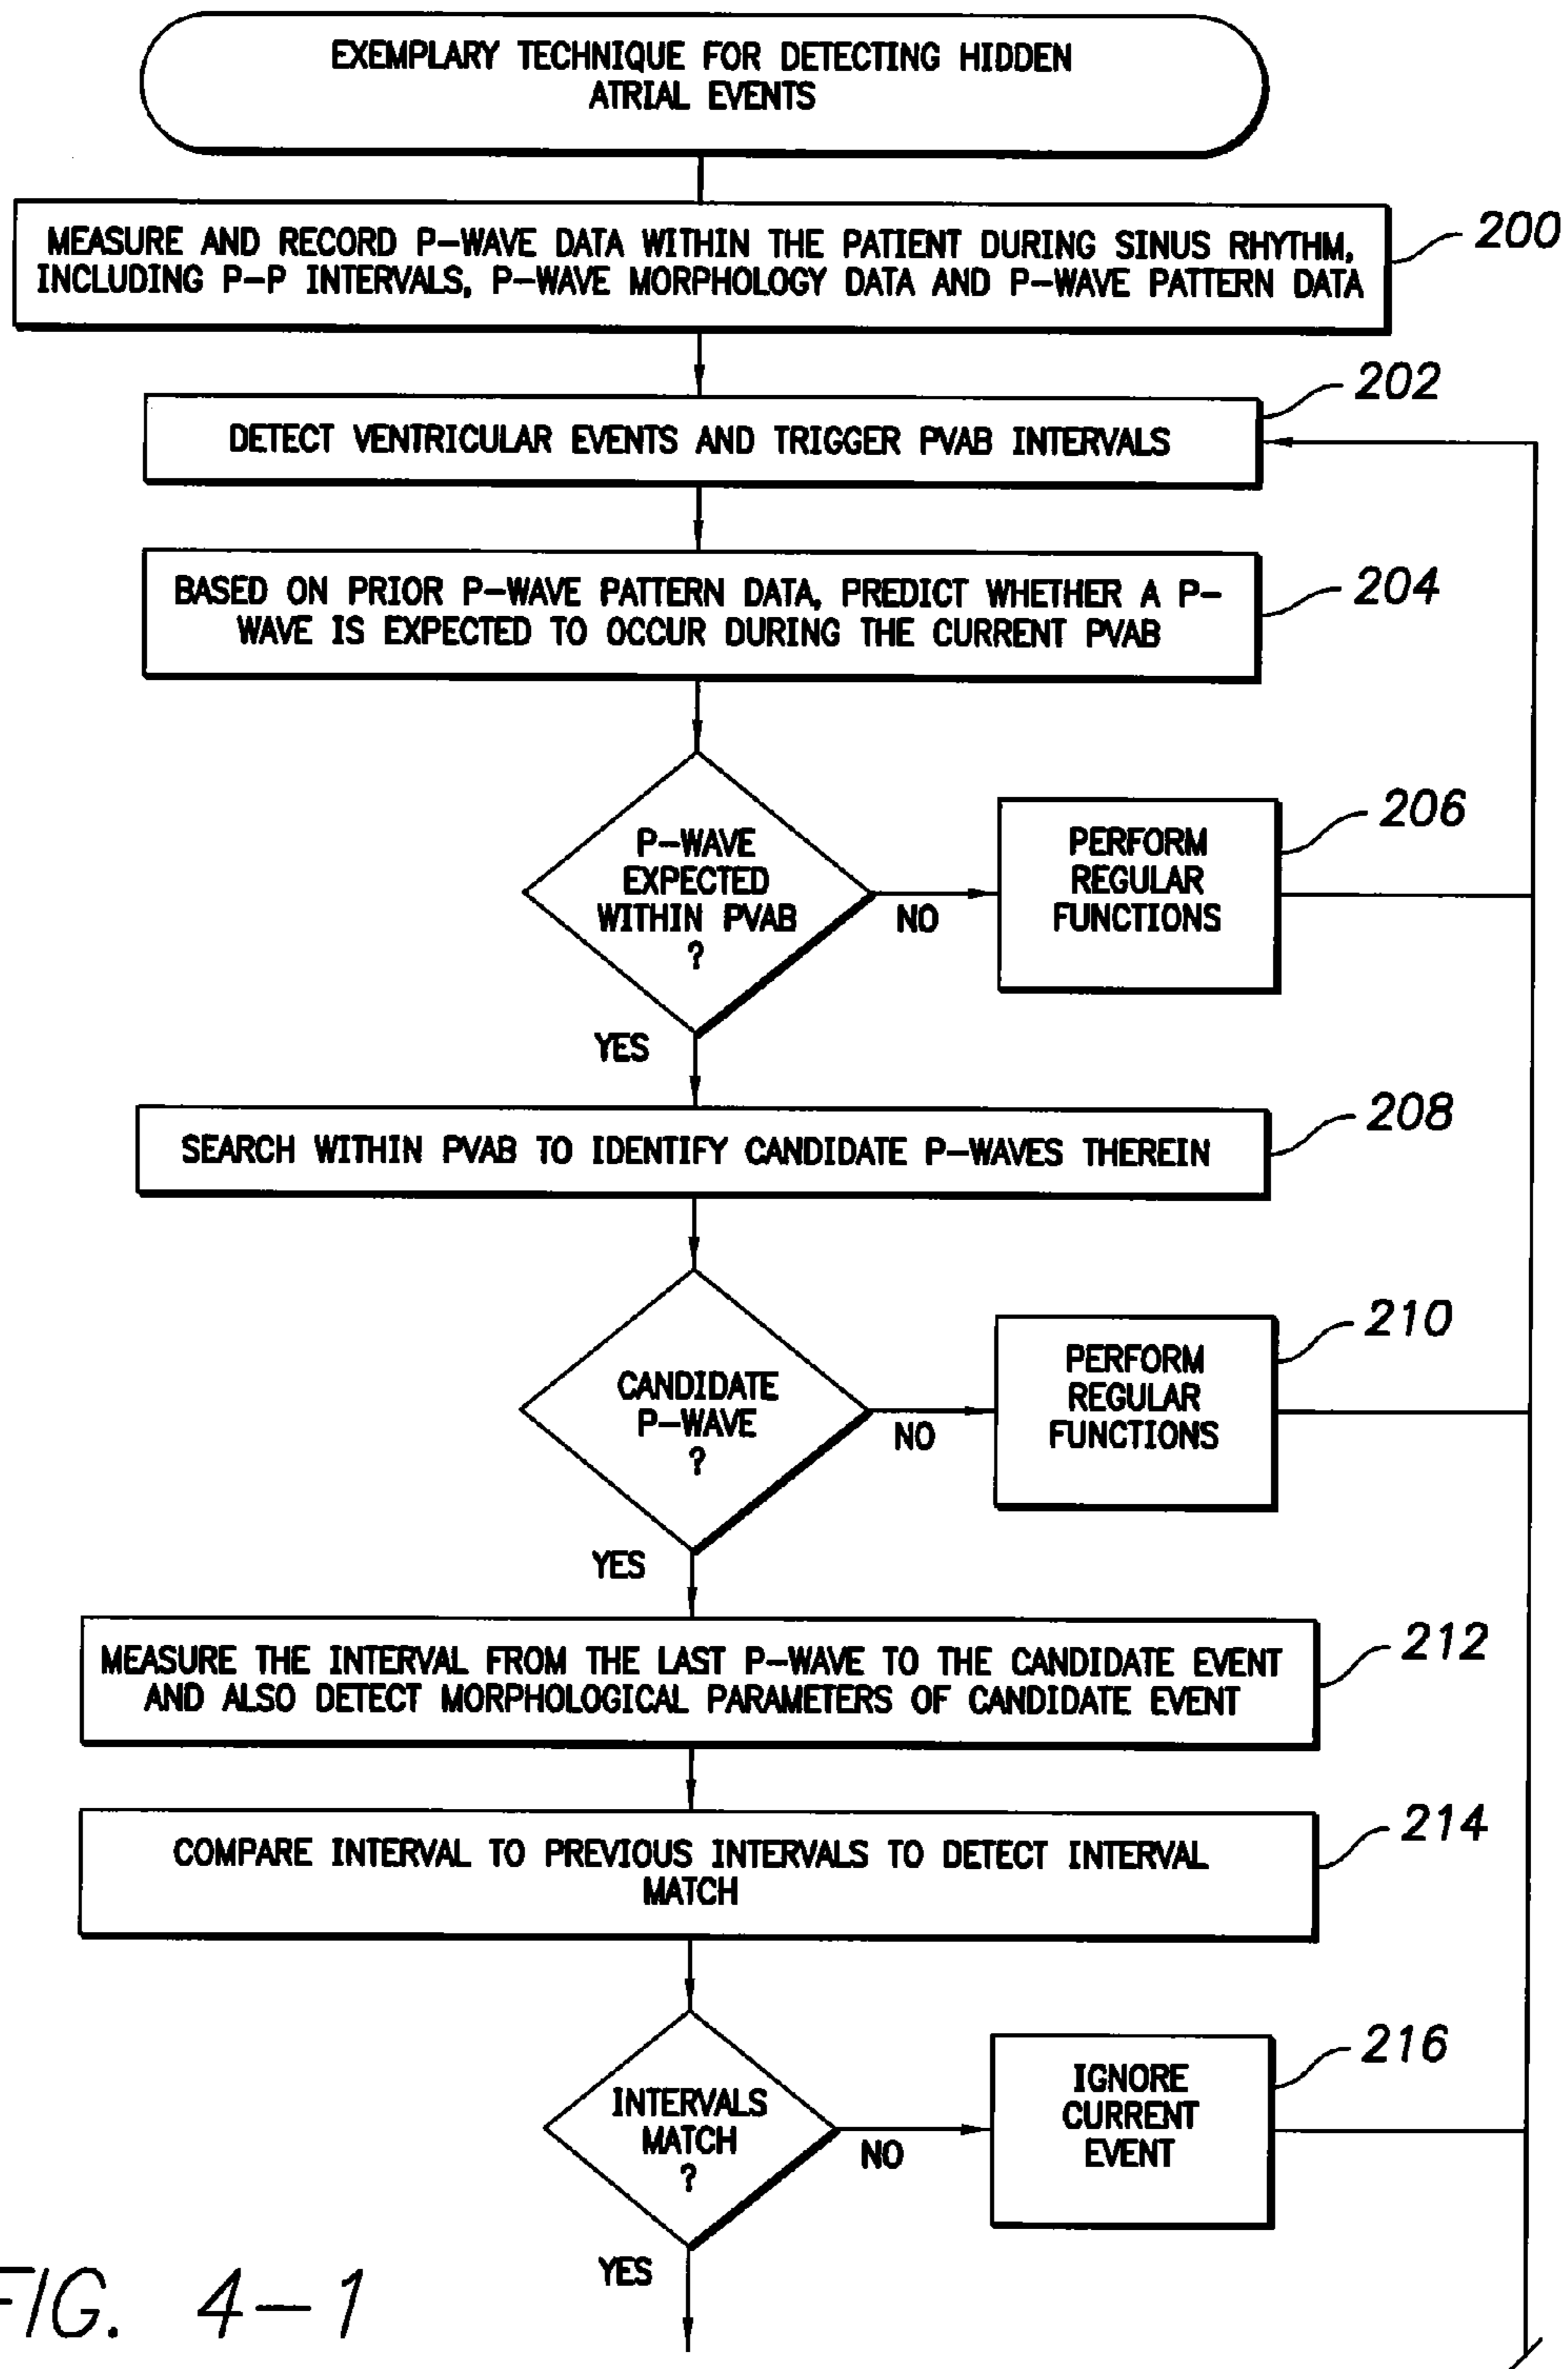 EXEMPLARY TECHNIQUE FOR DETECTING HIDDEN
ATRIAL EVENTS
MEASURE AND RECORD P-WAVE DATA WITHIN THE PATIENT DURING SINUS RHYTHM,
INCLUDING P-P INTERVALS, P-WAVE MORPHOLOGY DATA AND P-WAVE PATTERN DATA
200
DETECT VENTRICULAR EVENTS AND TRIGGER PVAB INTERVALS
202
BASED ON PRIOR P-WAVE PATTERN DATA, PREDICT WHETHER A P-
WAVE IS EXPECTED TO OCCUR DURING THE CURRENT PVAB
204
P-WAVE
EXPECTED
WITHIN PVAB
?
NO
PERFORM
REGULAR
FUNCTIONS
206
YES
SEARCH WITHIN PVAB TO IDENTIFY CANDIDATE P-WAVES THEREIN
208
CANDIDATE
P-WAVE
?
NO
PERFORM
REGULAR
FUNCTIONS
210
YES
MEASURE THE INTERVAL FROM THE LAST P-WAVE TO THE CANDIDATE EVENT
AND ALSO DETECT MORPHOLOGICAL PARAMETERS OF CANDIDATE EVENT
212
COMPARE INTERVAL TO PREVIOUS INTERVALS TO DETECT INTERVAL
MATCH
214
INTERVALS
MATCH
?
NO
IGNORE
CURRENT
EVENT
216
YES
FIG. 4-1